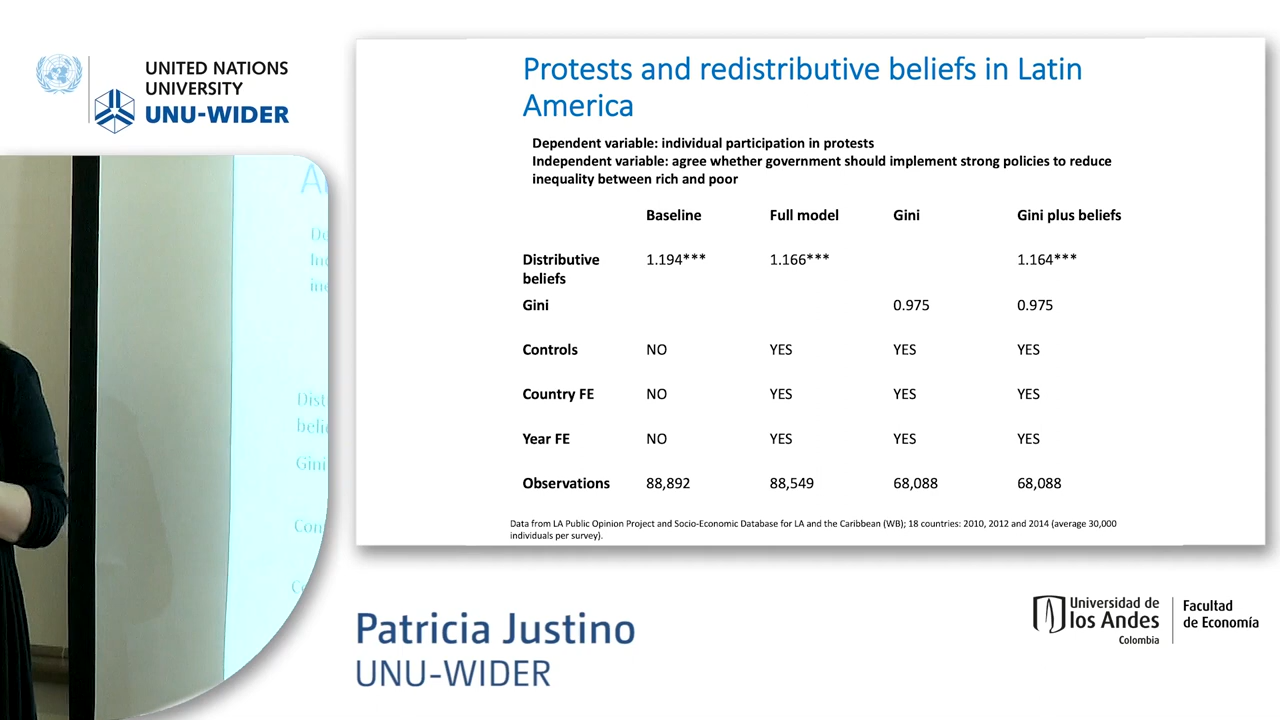 UNITED NATIONS
UNIVERSITY
UNU-WIDER
Protests and redistributive beliefs in Latin
America
Dependent variable: individual participation in protests
Independent variable: agree whether government should implement strong policies to reduce
inequality between rich and poor
Baseline Full model Gini Gini plus beliefs
Distributive 1.194*** 1.166*** 1.164***
beliefs
Gini 0.975 0.975
Controls NO YES YES YES
Country FE NO YES YES YES
Year FE NO YES YES YES
Observations 88,892 88,549 68,088 68,088
Data from LA Public Opinion Project and Socio-Economic Database for LA and the Caribbean (WB); 18 countries: 2010, 2012 and 2014 (average 30,000
individuals per survey).
Gini
Patricia Justino
UNU-WIDER
Universidad de
los Andes
Colombia
Facultad
de Economía